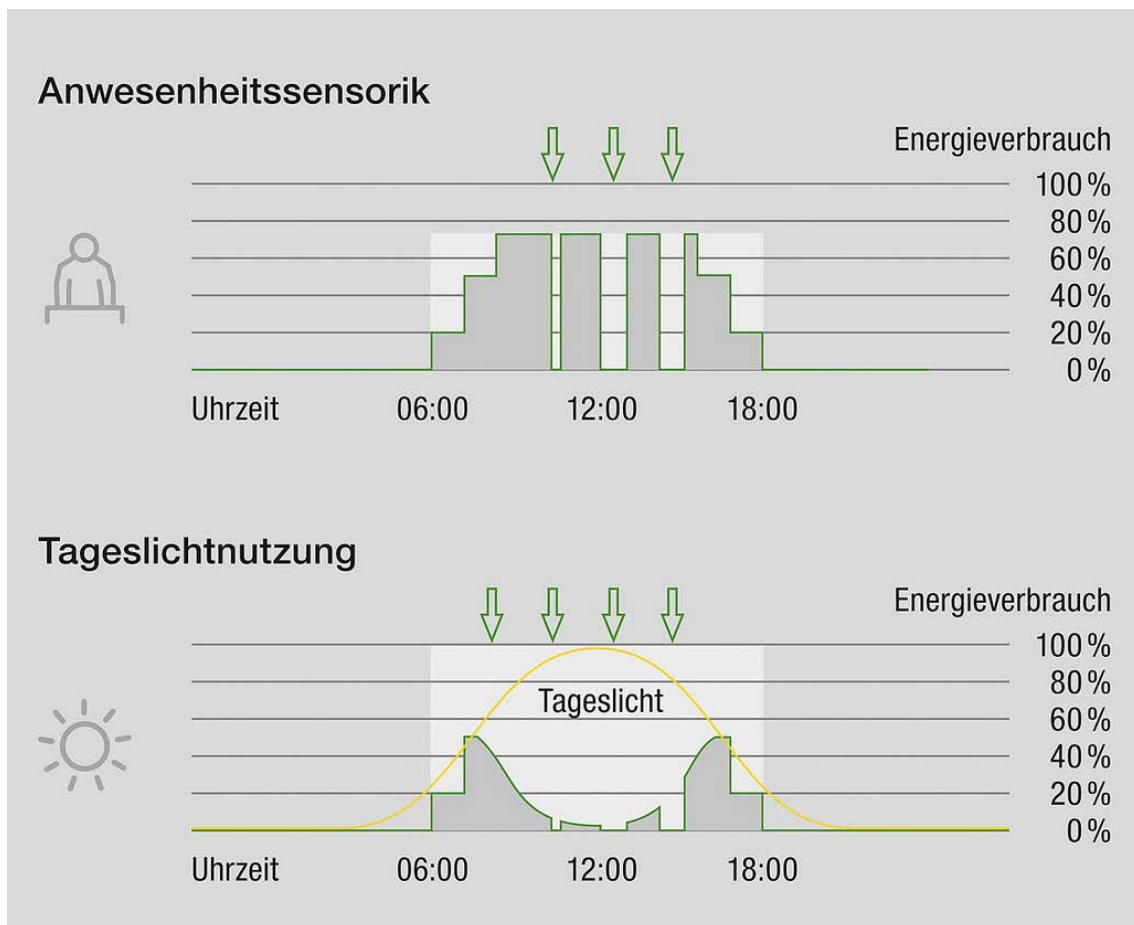 Anwesenheitssensorik
Energieverbrauch
100 %
80 %
60 %
40 %
20 %
0 %
Uhrzeit 06:00 12:00 18:00
Tageslichtnutzung
Energieverbrauch
100 %
80 %
Tageslicht
60 %
40 %
20 %
0 %
Uhrzeit 06:00 12:00 18:00